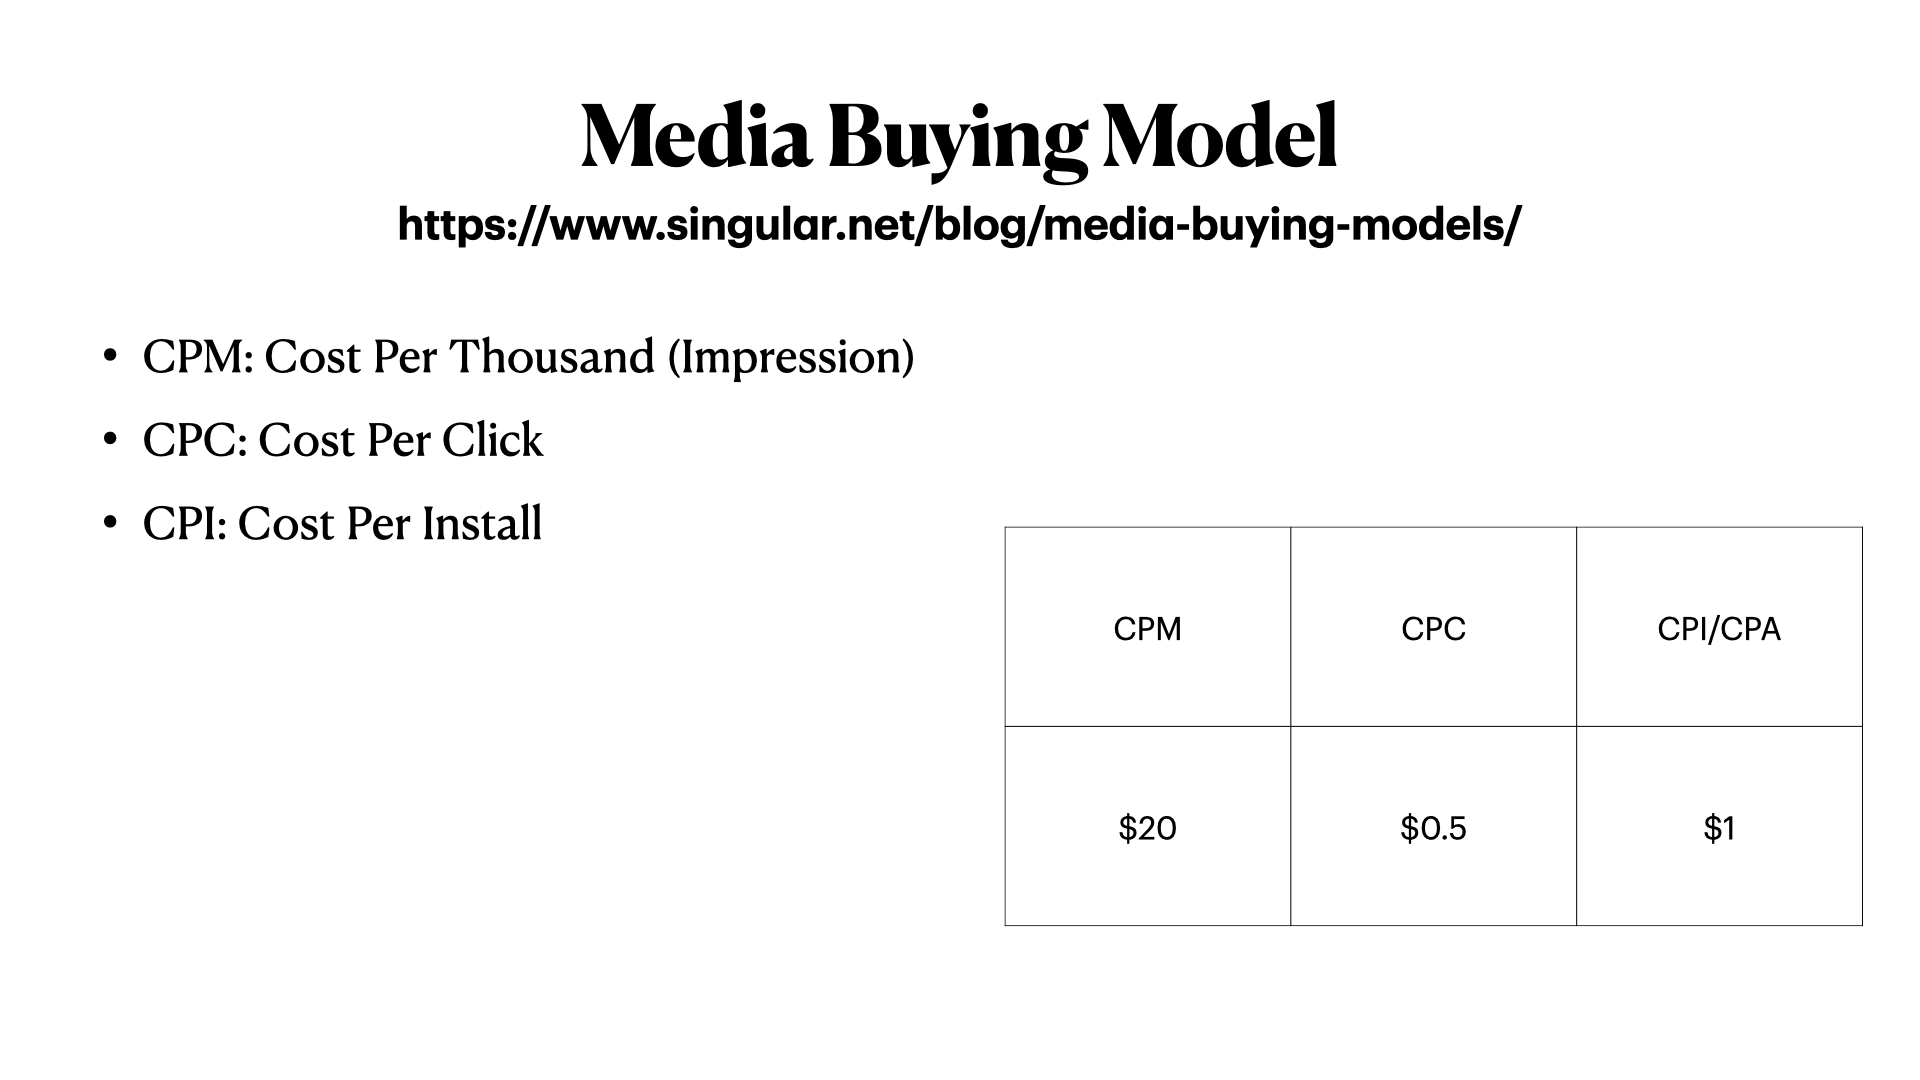 Media Buying Model
https://www.singular.net/blog/media-buying-models/
• CPM: Cost Per Thousand (Impression)
• CPC: Cost Per Click
• CPI: Cost Per Install
CPM CPC CPI/CPA
$20 $0.5 $1